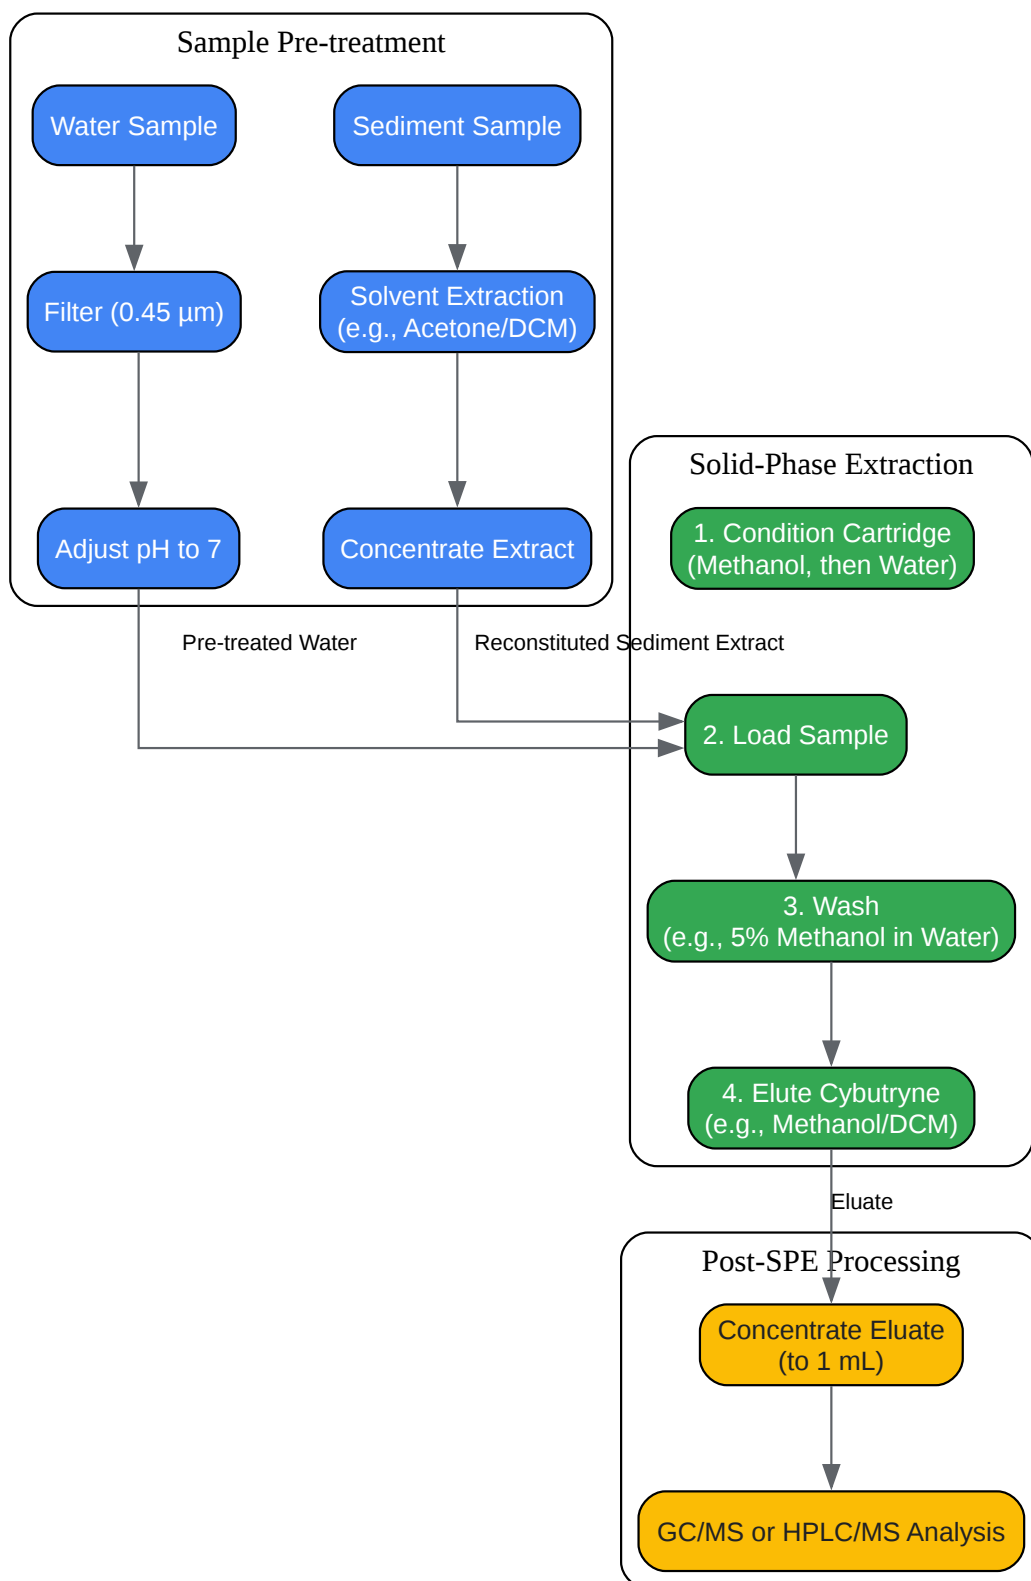 Sample Pre-treatment
Water Sample
Sediment Sample
Filter (0.45 µm)
Solvent Extraction
(e.g., Acetone/DCM)
Adjust pH to 7
Concentrate Extract
Pre-treated Water
Reconstituted Sediment Extract
Solid-Phase Extraction
1. Condition Cartridge
(Methanol, then Water)
2. Load Sample
3. Wash
(e.g., 5% Methanol in Water)
4. Elute Cybutryne
(e.g., Methanol/DCM)
Eluate
Post-SPE Processing
Concentrate Eluate
(to 1 mL)
GC/MS or HPLC/MS Analysis